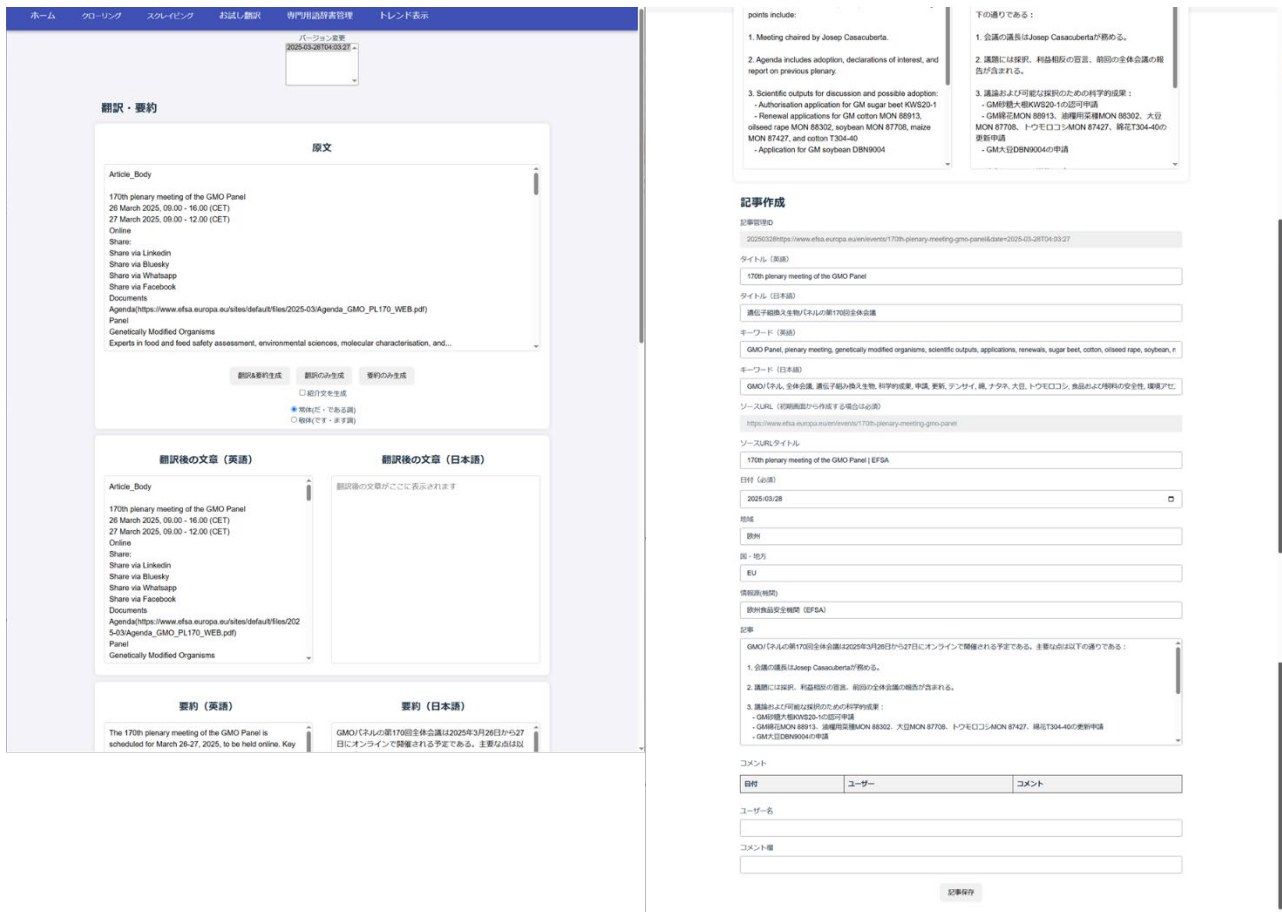 ホーム
クローリング
スクレイピング
お試し翻訳
専門用語辞書管理
トレンド表示
バージョン変更
2025-03-28T04:03:27
翻訳・要約
原文
Article_Body
170th plenary meeting of the GMO Panel
26 March 2025, 09.00 - 16.00 (CET)
27 March 2025, 09.00 - 12.00 (CET)
Online
Share:
Share via Linkedin
Share via Bluesky
Share via Whatsapp
Share via Facebook
Documents
Agenda(https://www.efsa.europa.eu/sites/default/files/2025-03/Agenda_GMO_PL170_WEB.pdf)
Panel
Genetically Modified Organisms
Experts in food and feed safety assessment, environmental sciences, molecular characterisation, and...
翻訳&要約生成
翻訳のみ生成
要約のみ生成
紹介文を生成
常体(だ・である調)
敬体(です・ます調)
翻訳後の文章（英語）
Article_Body
170th plenary meeting of the GMO Panel
26 March 2025, 09.00 - 16.00 (CET)
27 March 2025, 09.00 - 12.00 (CET)
Online
Share:
Share via Linkedin
Share via Bluesky
Share via Whatsapp
Share via Facebook
Documents
Agenda(https://www.efsa.europa.eu/sites/default/files/202
5-03/Agenda_GMO_PL170_WEB.pdf)
Panel
Genetically Modified Organisms
翻訳後の文章（日本語）
翻訳後の文章がここに表示されます
要約（英語）
The 170th plenary meeting of the GMO Panel is
scheduled for March 26-27, 2025, to be held online. Key
要約（日本語）
GMOパネルの第170回全体会議は2025年3月26日から27
日にオンラインで開催される予定である。主要な点は以
points include:
1. Meeting chaired by Josep Casacuberta.
2. Agenda includes adoption, declarations of interest, and
report on previous plenary.
3. Scientific outputs for discussion and possible adoption:
- Authorisation application for GM sugar beet KWS20-1
- Renewal applications for GM cotton MON 88913,
oilseed rape MON 88302, soybean MON 87708, maize
MON 87427, and cotton T304-40
- Application for GM soybean DBN9004
下の通りである：
1. 会議の議長はJosep Casacubertaが務める。
2. 議題には採択、利益相反の宣言、前回の全体会議の報
告が含まれる。
3. 議論および可能な採択のための科学的成果：
- GM砂糖大根KWS20-1の認可申請
- GM綿花MON 88913、油糧用菜種MON 88302、大豆
MON 87708、トウモロコシMON 87427、綿花T304-40の
更新申請
- GM大豆DBN9004の申請
記事作成
記事管理ID
20250328https://www.efsa.europa.eu/en/events/170th-plenary-meeting-gmo-panel&date=2025-03-28T04:03:27
タイトル（英語）
170th plenary meeting of the GMO Panel
タイトル（日本語）
遺伝子組換え生物パネルの第170回全体会議
キーワード（英語）
GMO Panel, plenary meeting, genetically modified organisms, scientific outputs, applications, renewals, sugar beet, cotton, oilseed rape, soybean,
キーワード（日本語）
GMOパネル, 全体会議, 遺伝子組み換え生物, 科学的成果, 申請, 更新, テンサイ, 綿, ナタネ, 大豆, トウモロコシ, 食品および飼料の安全性, 環境アセ
ソースURL（初期画面から作成する場合は必須）
https://www.efsa.europa.eu/en/events/170th-plenary-meeting-gmo-panel
ソースURLタイトル
170th plenary meeting of the GMO Panel | EFSA
日付（必須）
2025/03/28
地域
欧州
国・地方
EU
情報源(機関)
欧州食品安全機関（EFSA）
記事
GMOパネルの第170回全体会議は2025年3月26日から27日にオンラインで開催される予定である。主要な点は以下の通りである：
1. 会議の議長はJosep Casacubertaが務める。
2. 議題には採択、利益相反の宣言、前回の全体会議の報告が含まれる。
3. 議論および可能な採択のための科学的成果：
- GM砂糖大根KWS20-1の認可申請
- GM綿花MON 88913、油糧用菜種MON 88302、大豆MON 87708、トウモロコシMON 87427、綿花T304-40の更新申請
- GM大豆DBN9004の申請
コメント
日付
ユーザー
コメント
ユーザー名
コメント欄
記事保存